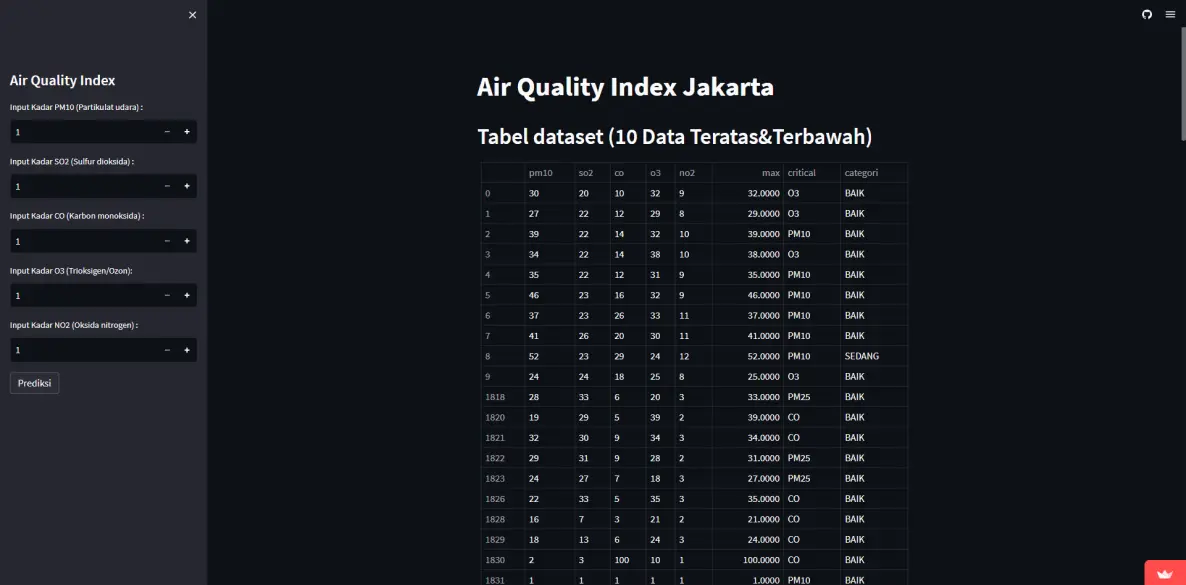 Air Quality Index
Input Kadar PM10 (Partikulat udara) :
1
Input Kadar SO2 (Sulfur dioksida) :
1
Input Kadar CO (Karbon monoksida) :
1
Input Kadar O3 (Trioksigen/Ozon):
1
Input Kadar NO2 (Oksida nitrogen) :
1
Prediksi
Air Quality Index Jakarta
Tabel dataset (10 Data Teratas&Terbawah)
pm10 so2 co o3 no2 max critical categori
0 30 20 10 32 9 32.0000 O3 BAIK
1 27 22 12 29 8 29.0000 O3 BAIK
2 39 22 14 32 10 39.0000 PM10 BAIK
3 34 22 14 38 10 38.0000 O3 BAIK
4 35 22 12 31 9 35.0000 PM10 BAIK
5 46 23 16 32 9 46.0000 PM10 BAIK
6 37 23 26 33 11 37.0000 PM10 BAIK
7 41 26 20 30 11 41.0000 PM10 BAIK
8 52 23 29 24 12 52.0000 PM10 SEDANG
9 24 24 18 25 8 25.0000 O3 BAIK
1818 28 33 6 20 3 33.0000 PM25 BAIK
1820 19 29 5 39 2 39.0000 CO BAIK
1821 32 30 9 34 3 34.0000 CO BAIK
1822 29 31 9 28 2 31.0000 PM25 BAIK
1823 24 27 7 18 3 27.0000 PM25 BAIK
1826 22 33 5 35 3 35.0000 CO BAIK
1828 16 7 3 21 2 21.0000 CO BAIK
1829 18 13 6 24 3 24.0000 CO BAIK
1830 2 3 100 10 1 100.0000 CO BAIK
1831 1 1 1 1 1 1.0000 PM10 BAIK